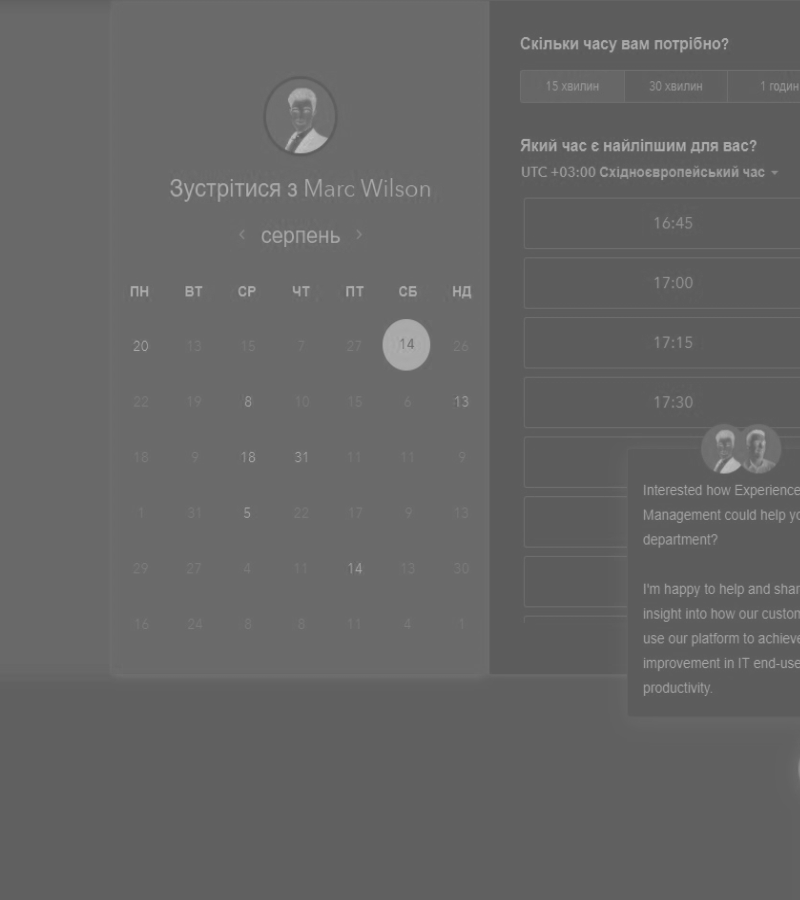 Зустрітися з Marc Wilson
серпень
ПН ВТ СР ЧТ ПТ СБ НД
20 13 15 7 27 14 26
22 19 8 10 15 6 13
18 9 18 31 11 11 9
1 31 5 22 17 9 13
29 27 4 11 14 13 30
16 24 8 8 11 4 1
Скільки часу вам потрібно?
15 хвилин 30 хвилин 1 годин
Який час є найліпшим для вас?
UTC +03:00 Східноєвропейський час
16:45
17:00
17:15
17:30
Interested how Experience
Management could help yo
department?
I'm happy to help and shar
insight into how our custon
use our platform to achieve
improvement in IT end-use
productivity.